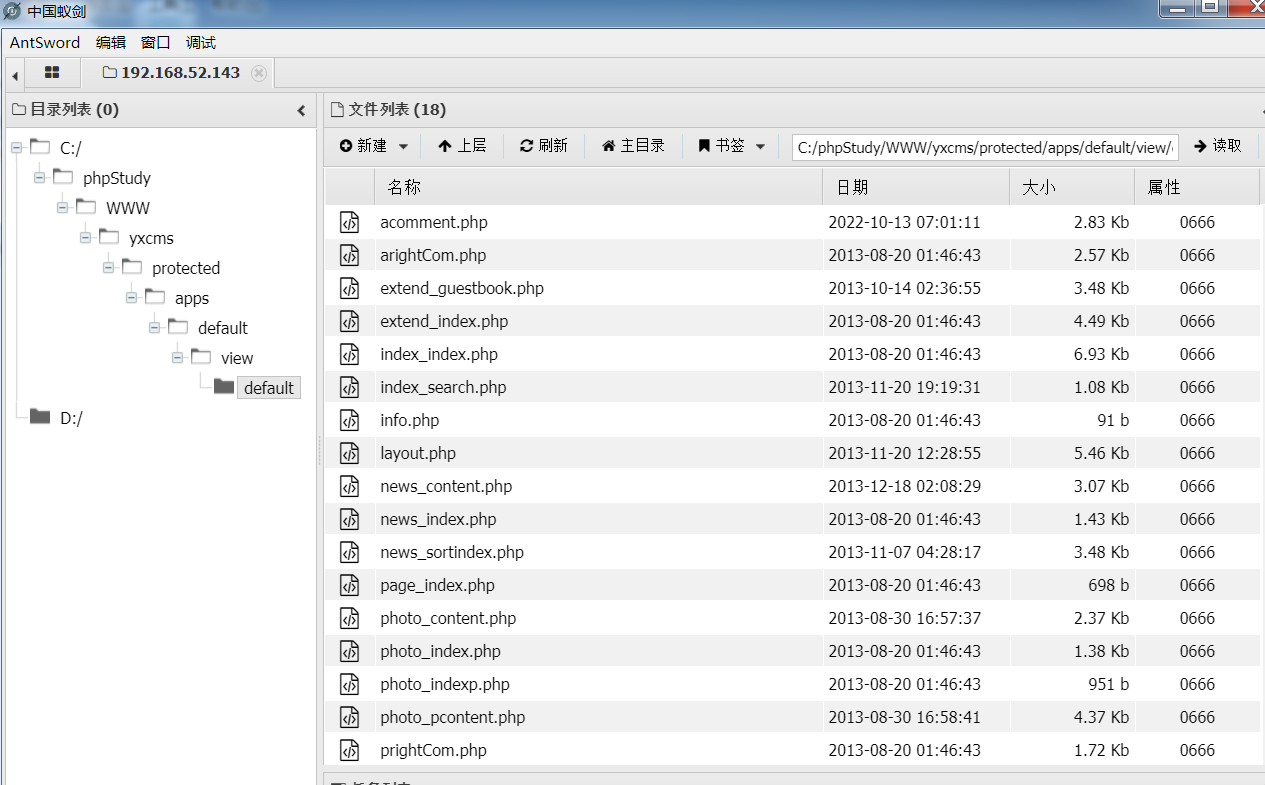 中国蚁剑
AntSword 编辑 窗口 调试
192.168.52.143
目录列表 (0)
C:/
phpStudy
WWW
yxcms
protected
apps
default
view
default
D:/
文件列表 (18)
新建 上层 刷新 主目录 书签 C:/phpStudy/WWW/yxcms/protected/apps/default/view/ 读取
名称 日期 大小 属性
acomment.php 2022-10-13 07:01:11 2.83 Kb 0666
arightCom.php 2013-08-20 01:46:43 2.57 Kb 0666
extend_guestbook.php 2013-10-14 02:36:55 3.48 Kb 0666
extend_index.php 2013-08-20 01:46:43 4.49 Kb 0666
index_index.php 2013-08-20 01:46:43 6.93 Kb 0666
index_search.php 2013-11-20 19:19:31 1.08 Kb 0666
info.php 2013-08-20 01:46:43 91 b 0666
layout.php 2013-11-20 12:28:55 5.46 Kb 0666
news_content.php 2013-12-18 02:08:29 3.07 Kb 0666
news_index.php 2013-08-20 01:46:43 1.43 Kb 0666
news_sortindex.php 2013-11-07 04:28:17 3.48 Kb 0666
page_index.php 2013-08-20 01:46:43 698 b 0666
photo_content.php 2013-08-30 16:57:37 2.37 Kb 0666
photo_index.php 2013-08-20 01:46:43 1.38 Kb 0666
photo_indexp.php 2013-08-20 01:46:43 951 b 0666
photo_pcontent.php 2013-08-30 16:58:41 4.37 Kb 0666
prightCom.php 2013-08-20 01:46:43 1.72 Kb 0666